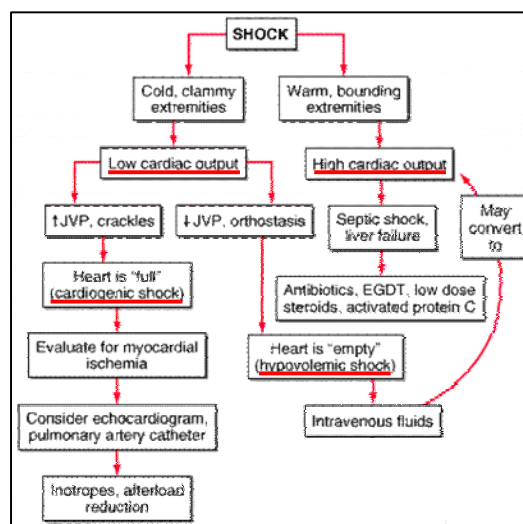 SHOCK
Cold, clammy
extremities
Warm, bounding
extremities
Low cardiac output
High cardiac output
↑JVP, crackles
↓JVP, orthostasis
Septic shock,
liver failure
May
convert
to
Heart is "full"
(cardiogenic shock)
Antibiotics, EGDT, low dose
steroids, activated protein C
Evaluate for myocardial
ischemia
Heart is "empty"
(hypovolemic shock)
Consider echocardiogram,
pulmonary artery catheter
Intravenous fluids
Inotropes, afterload
reduction